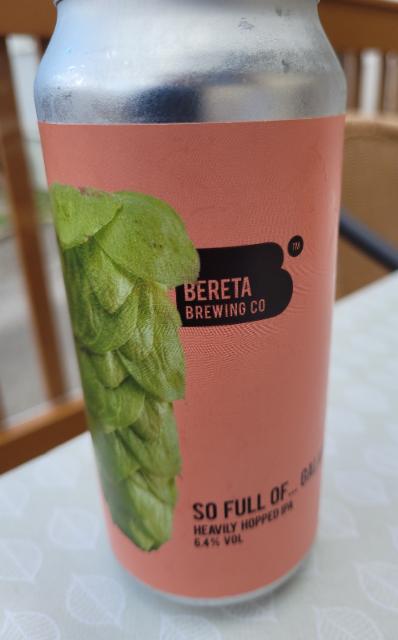 TM
BERETA
BREWING CO
SO FULL OF...
HEAVILY HOPPED IPA
6.4% VOL